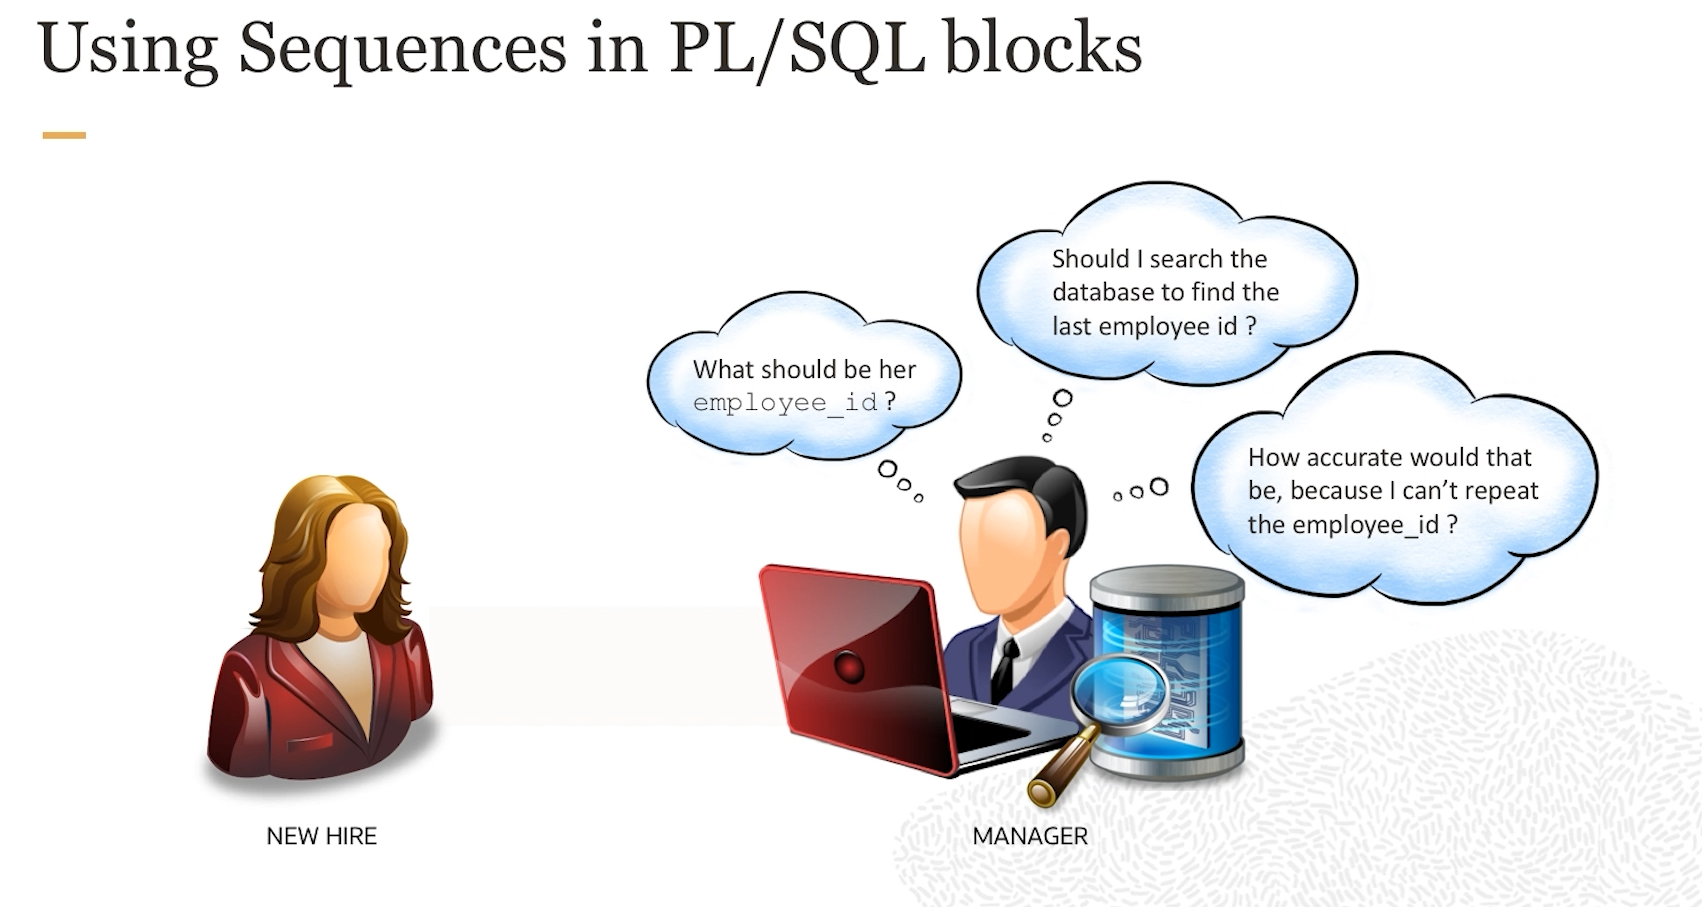 Using Sequences in PL/SQL blocks
Should I search the
database to find the
last employee id ?
What should be her
employee_id ?
How accurate would that
be, because I can’t repeat
the employee_id ?
NEW HIRE
MANAGER